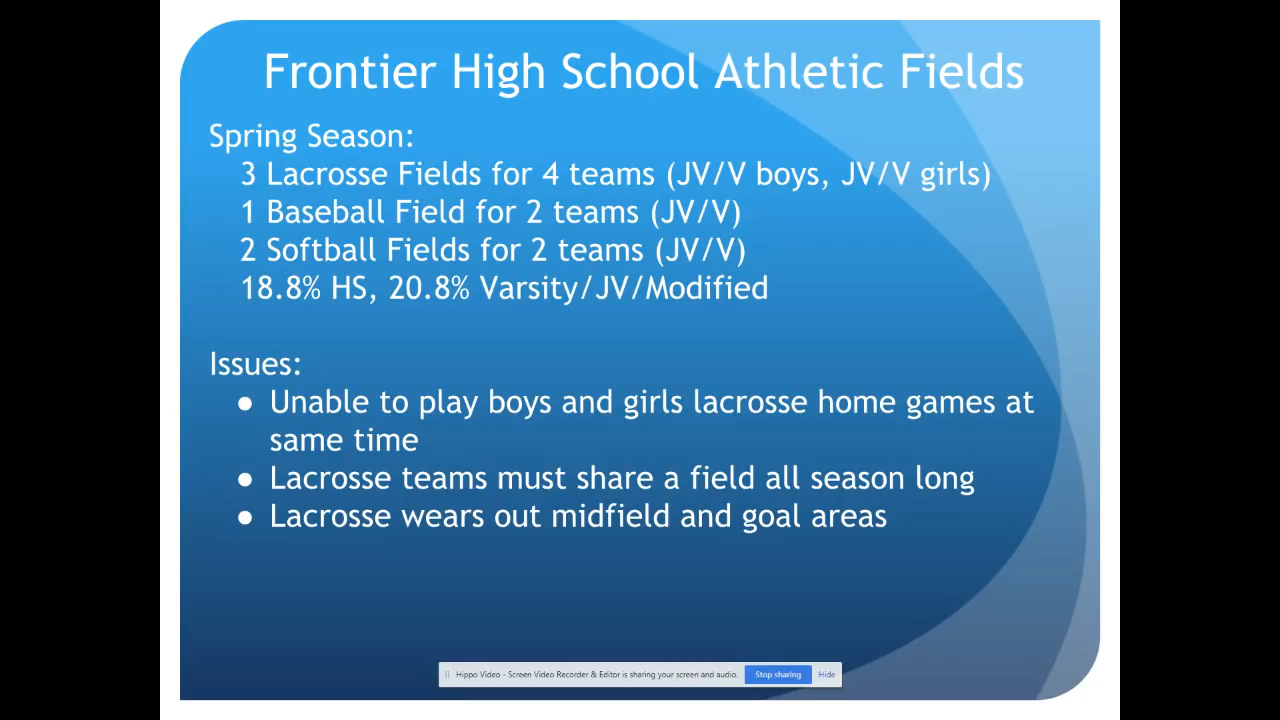 Frontier High School Athletic Fields
Spring Season:
3 Lacrosse Fields for 4 teams (JV/V boys, JV/V girls)
1 Baseball Field for 2 teams (JV/V)
2 Softball Fields for 2 teams (JV/V)
18.8% HS, 20.8% Varsity/JV/Modified
Issues:
● Unable to play boys and girls lacrosse home games at
same time
● Lacrosse teams must share a field all season long
● Lacrosse wears out midfield and goal areas
Hippo Video - Screen Video Recorder & Editor is sharing your screen and audio. Stop sharing Hide